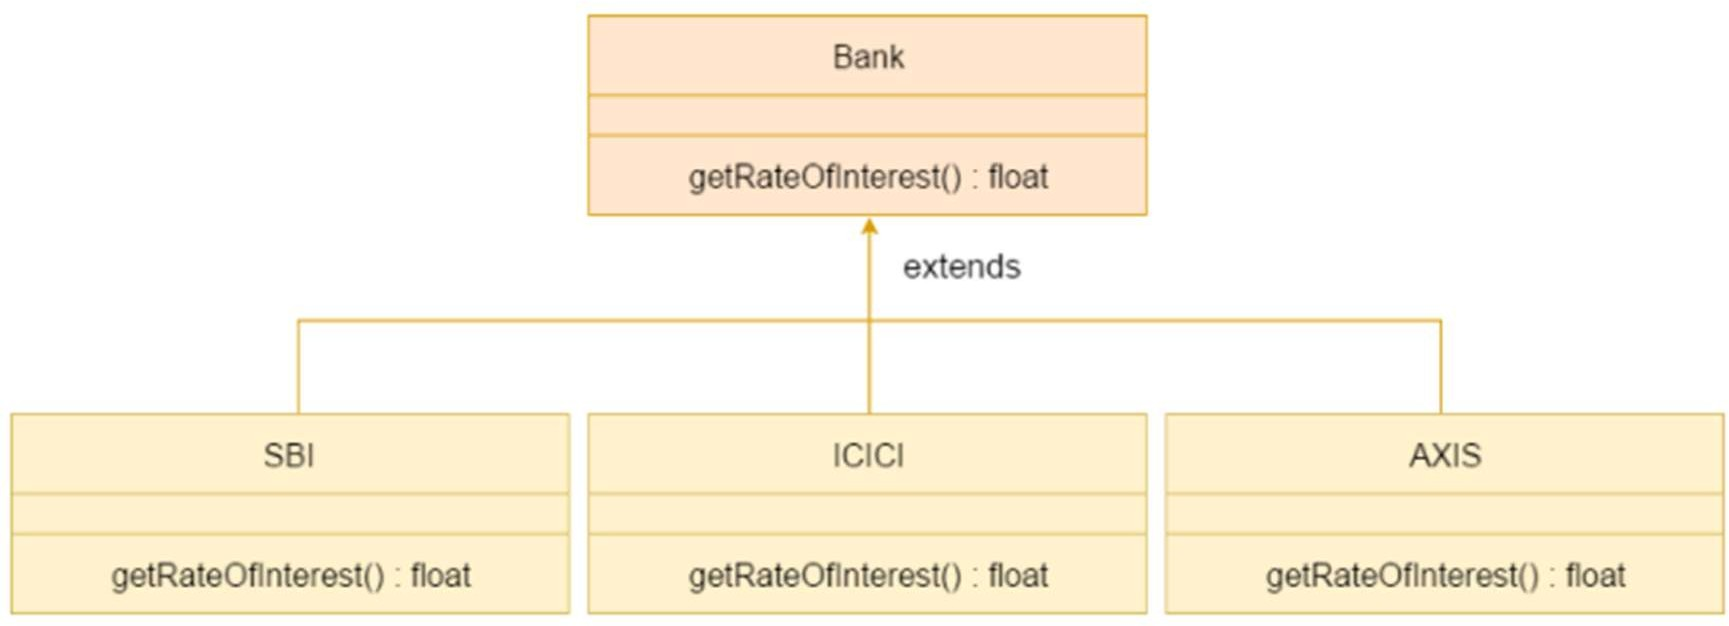 Bank
getRateOfInterest() : float
extends
SBI
ICICI
AXIS
getRateOfInterest() : float
getRateOfInterest() : float
getRateOfInterest() : float